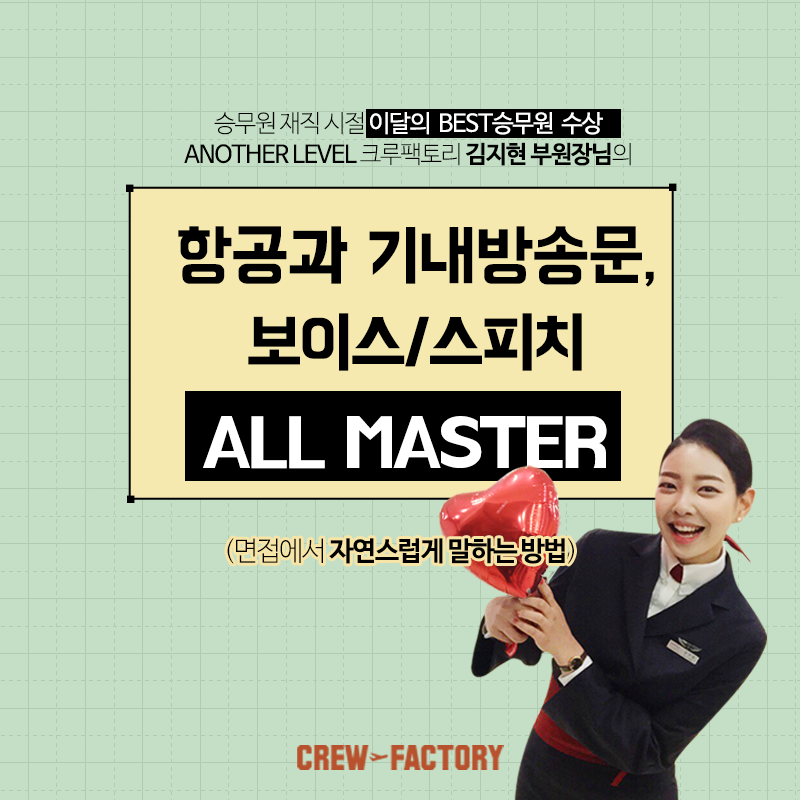 승무원 재직 시절 이달의 BEST승무원 수상
ANOTHER LEVEL 크루팩토리 김지현 부원장님의
항공과 기내방송문,
보이스/스피치
ALL MASTER
(면접에서 자연스럽게 말하는 방법)
CREW FACTORY